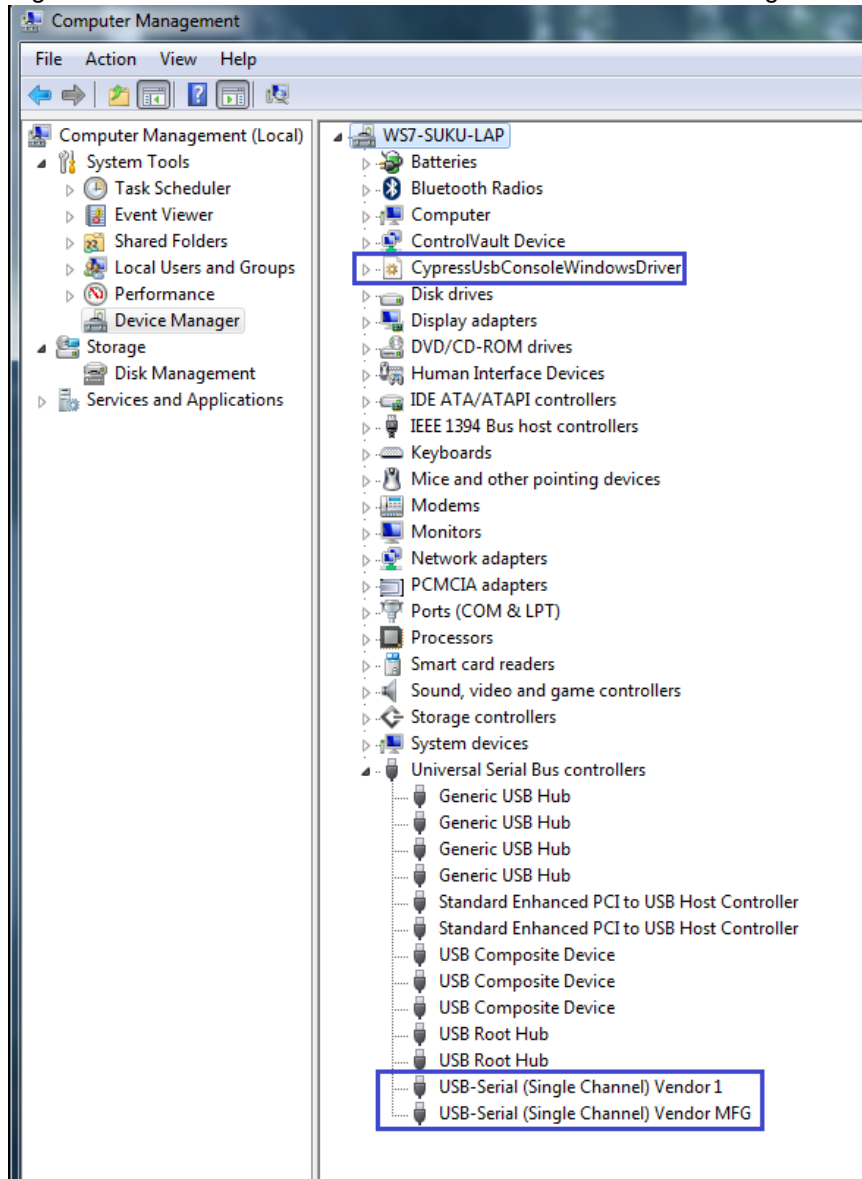 Computer Management
File Action View Help
Computer Management (Local)
System Tools
Task Scheduler
Event Viewer
Shared Folders
Local Users and Groups
Performance
Device Manager
Storage
Disk Management
Services and Applications
WS7-SUKU-LAP
Batteries
Bluetooth Radios
Computer
ControlVault Device
CypressUsbConsoleWindowsDriver
Disk drives
Display adapters
DVD/CD-ROM drives
Human Interface Devices
IDE ATA/ATAPI controllers
IEEE 1394 Bus host controllers
Keyboards
Mice and other pointing devices
Modems
Monitors
Network adapters
PCMCIA adapters
Ports (COM & LPT)
Processors
Smart card readers
Sound, video and game controllers
Storage controllers
System devices
Universal Serial Bus controllers
Generic USB Hub
Generic USB Hub
Generic USB Hub
Generic USB Hub
Standard Enhanced PCI to USB Host Controller
Standard Enhanced PCI to USB Host Controller
USB Composite Device
USB Composite Device
USB Composite Device
USB Root Hub
USB Root Hub
USB-Serial (Single Channel) Vendor 1
USB-Serial (Single Channel) Vendor MFG